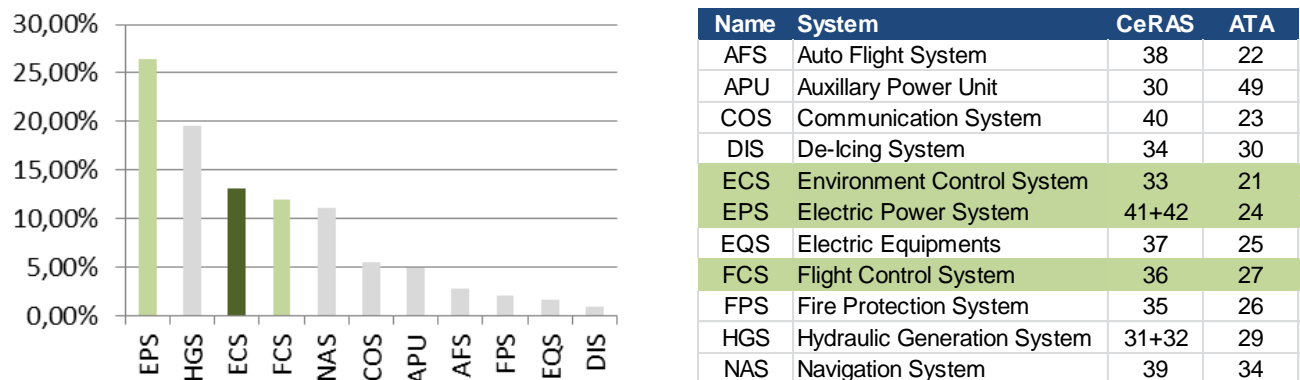 30,00%
25,00%
20,00%
15,00%
10,00%
5,00%
0,00%
EPS
HGS
ECS
FCS
NAS
COS
APU
AFS
FPS
EQS
DIS
Name System CeRAS ATA
AFS Auto Flight System 38 22
APU Auxillary Power Unit 30 49
COS Communication System 40 23
DIS De-Icing System 34 30
ECS Environment Control System 33 21
EPS Electric Power System 41+42 24
EQS Electric Equipments 37 25
FCS Flight Control System 36 27
FPS Fire Protection System 35 26
HGS Hydraulic Generation System 31+32 29
NAS Navigation System 39 34